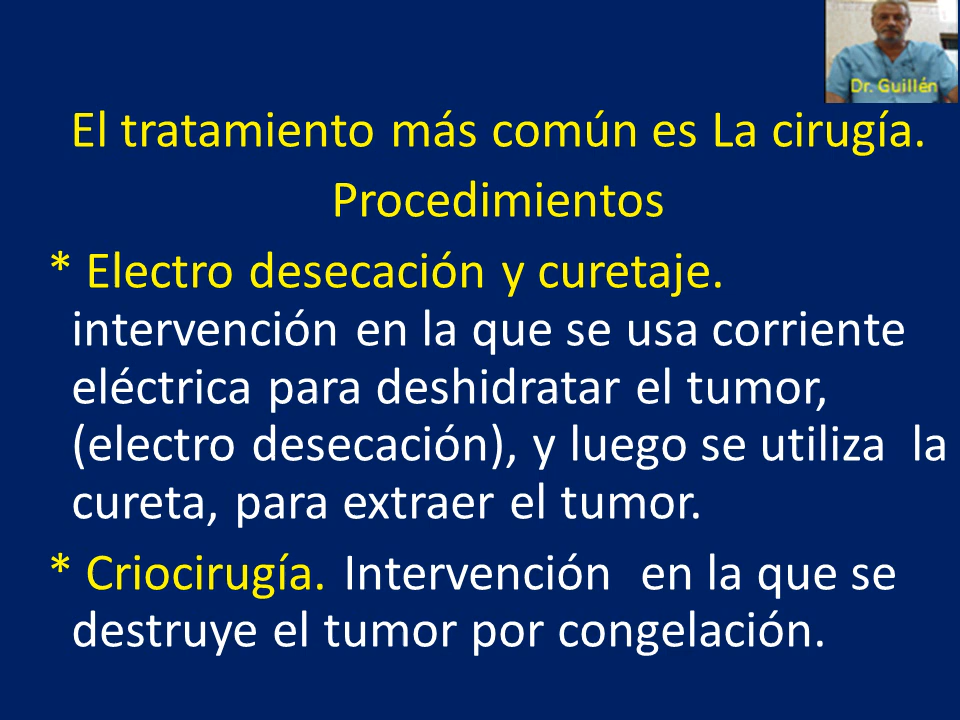 Dr. Guillén
El tratamiento más común es La cirugía.
Procedimientos
* Electro desecación y curetaje.
intervención en la que se usa corriente
eléctrica para deshidratar el tumor,
(electro desecación), y luego se utiliza  la
cureta, para extraer el tumor.
* Criocirugía. Intervención  en la que se
destruye el tumor por congelación.